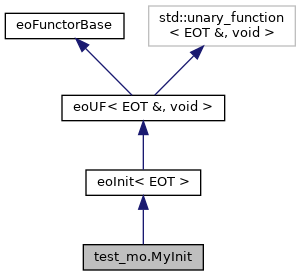 eoFunctorBase
std::unary_function
< EOT &, void >
eoUF< EOT &, void >
eoInit< EOT >
test_mo.MyInit